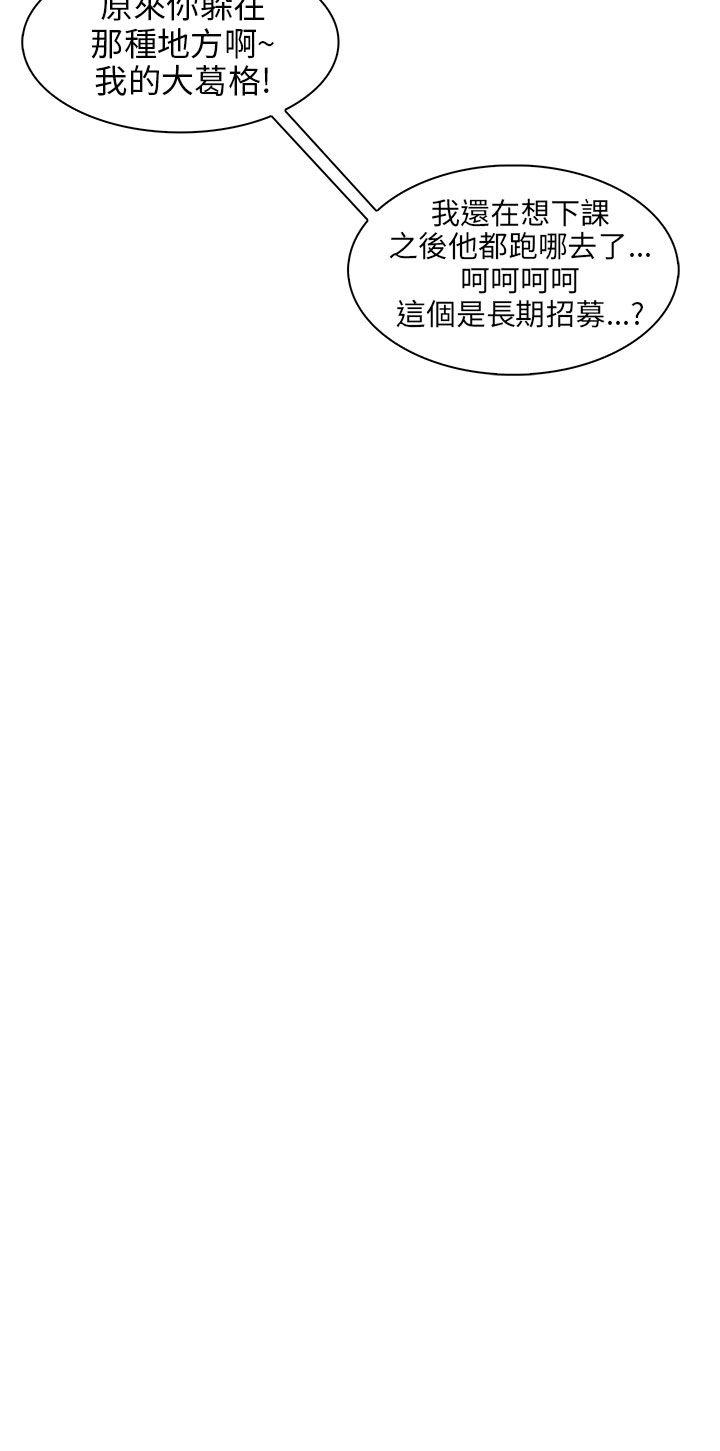 原來你躲在
那種地方啊~
我的大葛格!
我還在想下課
之後他都跑哪去了...
呵呵呵呵
這個是長期招募...?